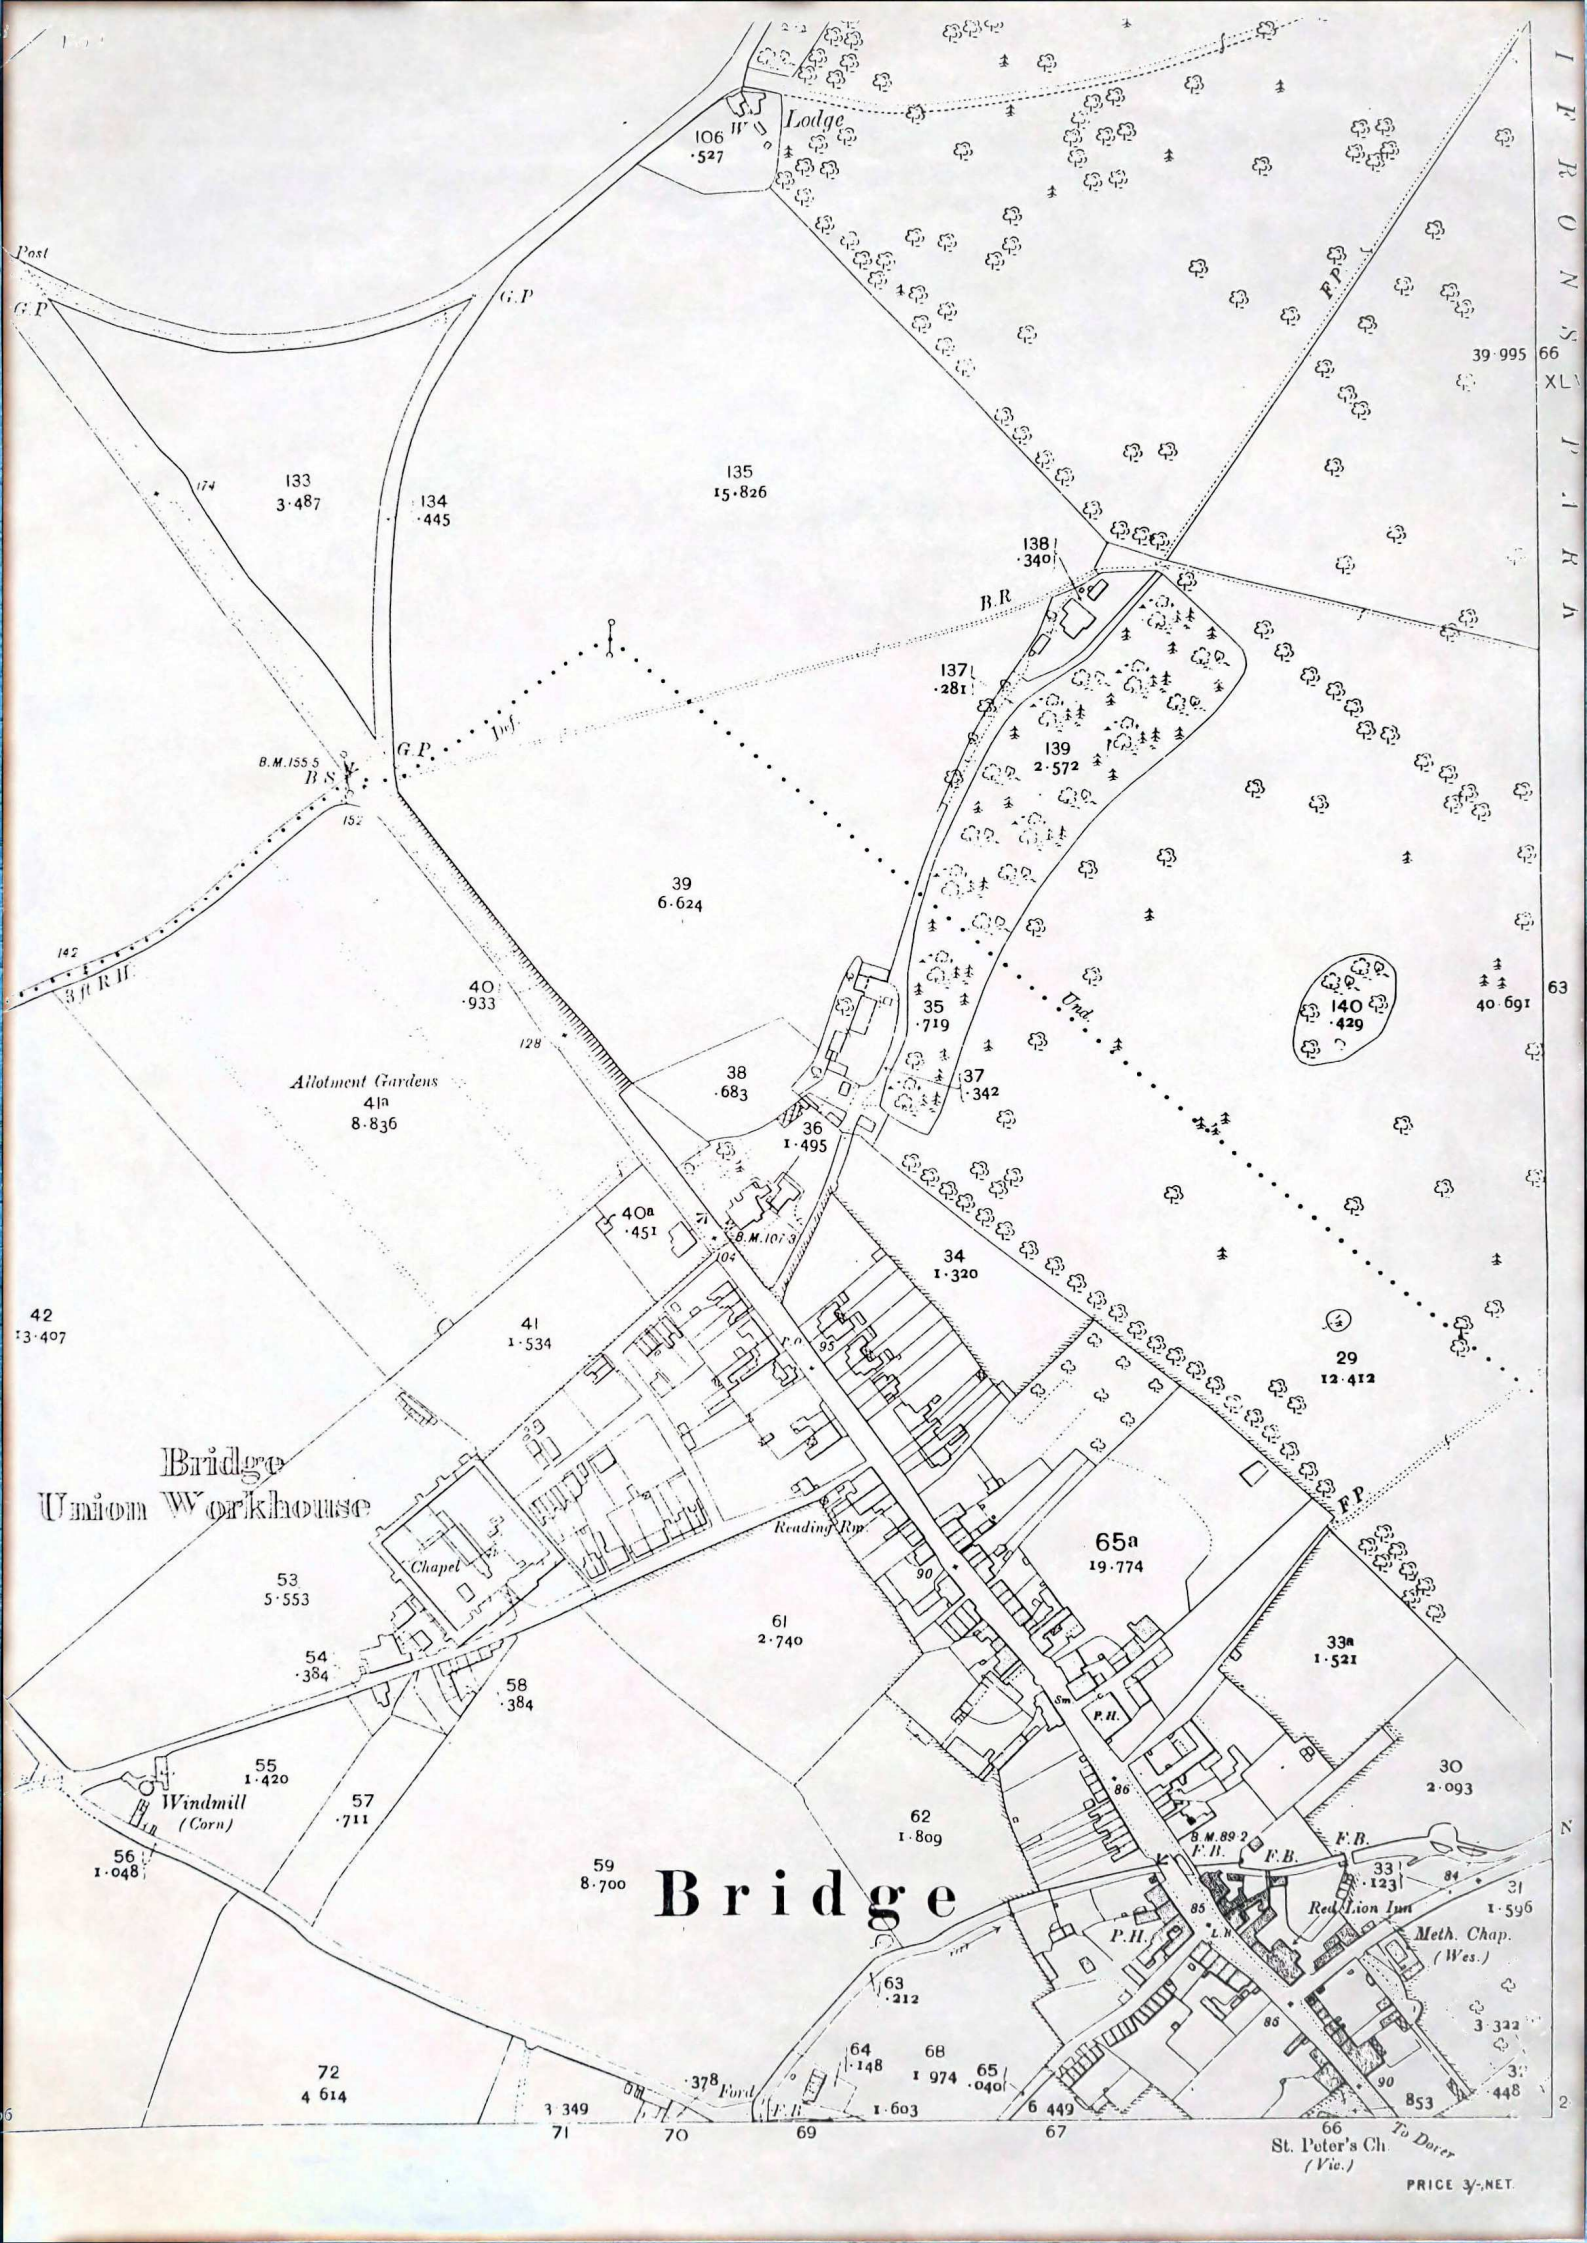 Lodge
W
106
·527
Post
G.P
G.P
F.P.
39·995
66
I F R O N S P A R K
174
133
3·487
134
·445
135
15·826
138
·340
B.R
137
·281
139
2·572
Def.
G.P.
B.M.155·5
B.S.
152
39
6·624
142
3 ft R.H.
40
·933
128
35
·719
Und.
140
·429
40·691
63
Allotment Gardens
41a
8·836
38
·683
37
·342
36
1·495
40a
·451
B.M.107·3
104
34
1·320
42
13·407
41
1·534
P.O
95
29
12·412
Bridge
Union Workhouse
Chapel
Reading Rm.
F.P.
65a
19·774
90
53
5·553
61
2·740
33a
1·521
54
·384
58
·384
Sm
P.H.
55
1·420
Windmill
(Corn)
57
·711
86
30
2·093
62
1·809
B.M.89·2
F.B.
F.B.
F.B.
56
1·048
59
8·700
Bridge
33
·123
84
31
1·596
85
Red Lion Inn
P.H.
Meth. Chap.
(Wes.)
63
·212
3·322
64
·148
68
1·974
65
·040
72
4·614
·378
Ford
F.B
3·349
1·603
6·449
90
853
·448
2
71
70
69
67
66
St. Peter's Ch.
(Vic.)
To Dover
PRICE 3/- NET.